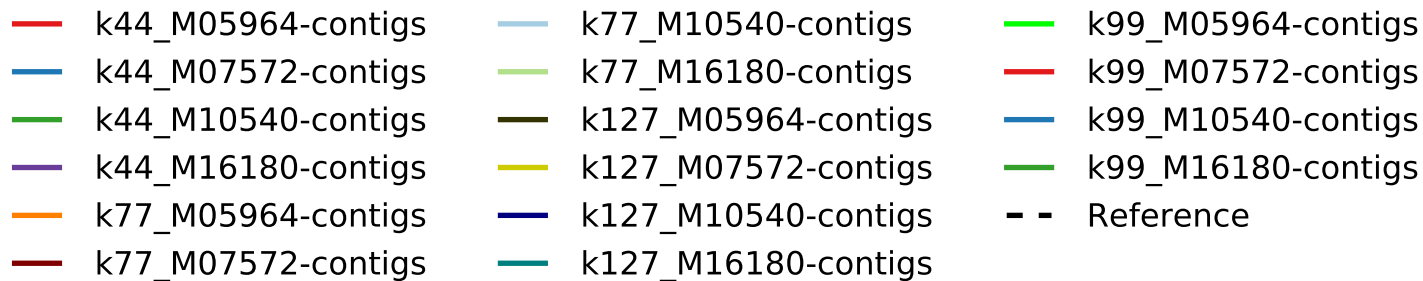 k44_M05964-contigs
k44_M07572-contigs
k44_M10540-contigs
k44_M16180-contigs
k77_M05964-contigs
k77_M07572-contigs
k77_M10540-contigs
k77_M16180-contigs
k127_M05964-contigs
k127_M07572-contigs
k127_M10540-contigs
k127_M16180-contigs
k99_M05964-contigs
k99_M07572-contigs
k99_M10540-contigs
k99_M16180-contigs
Reference